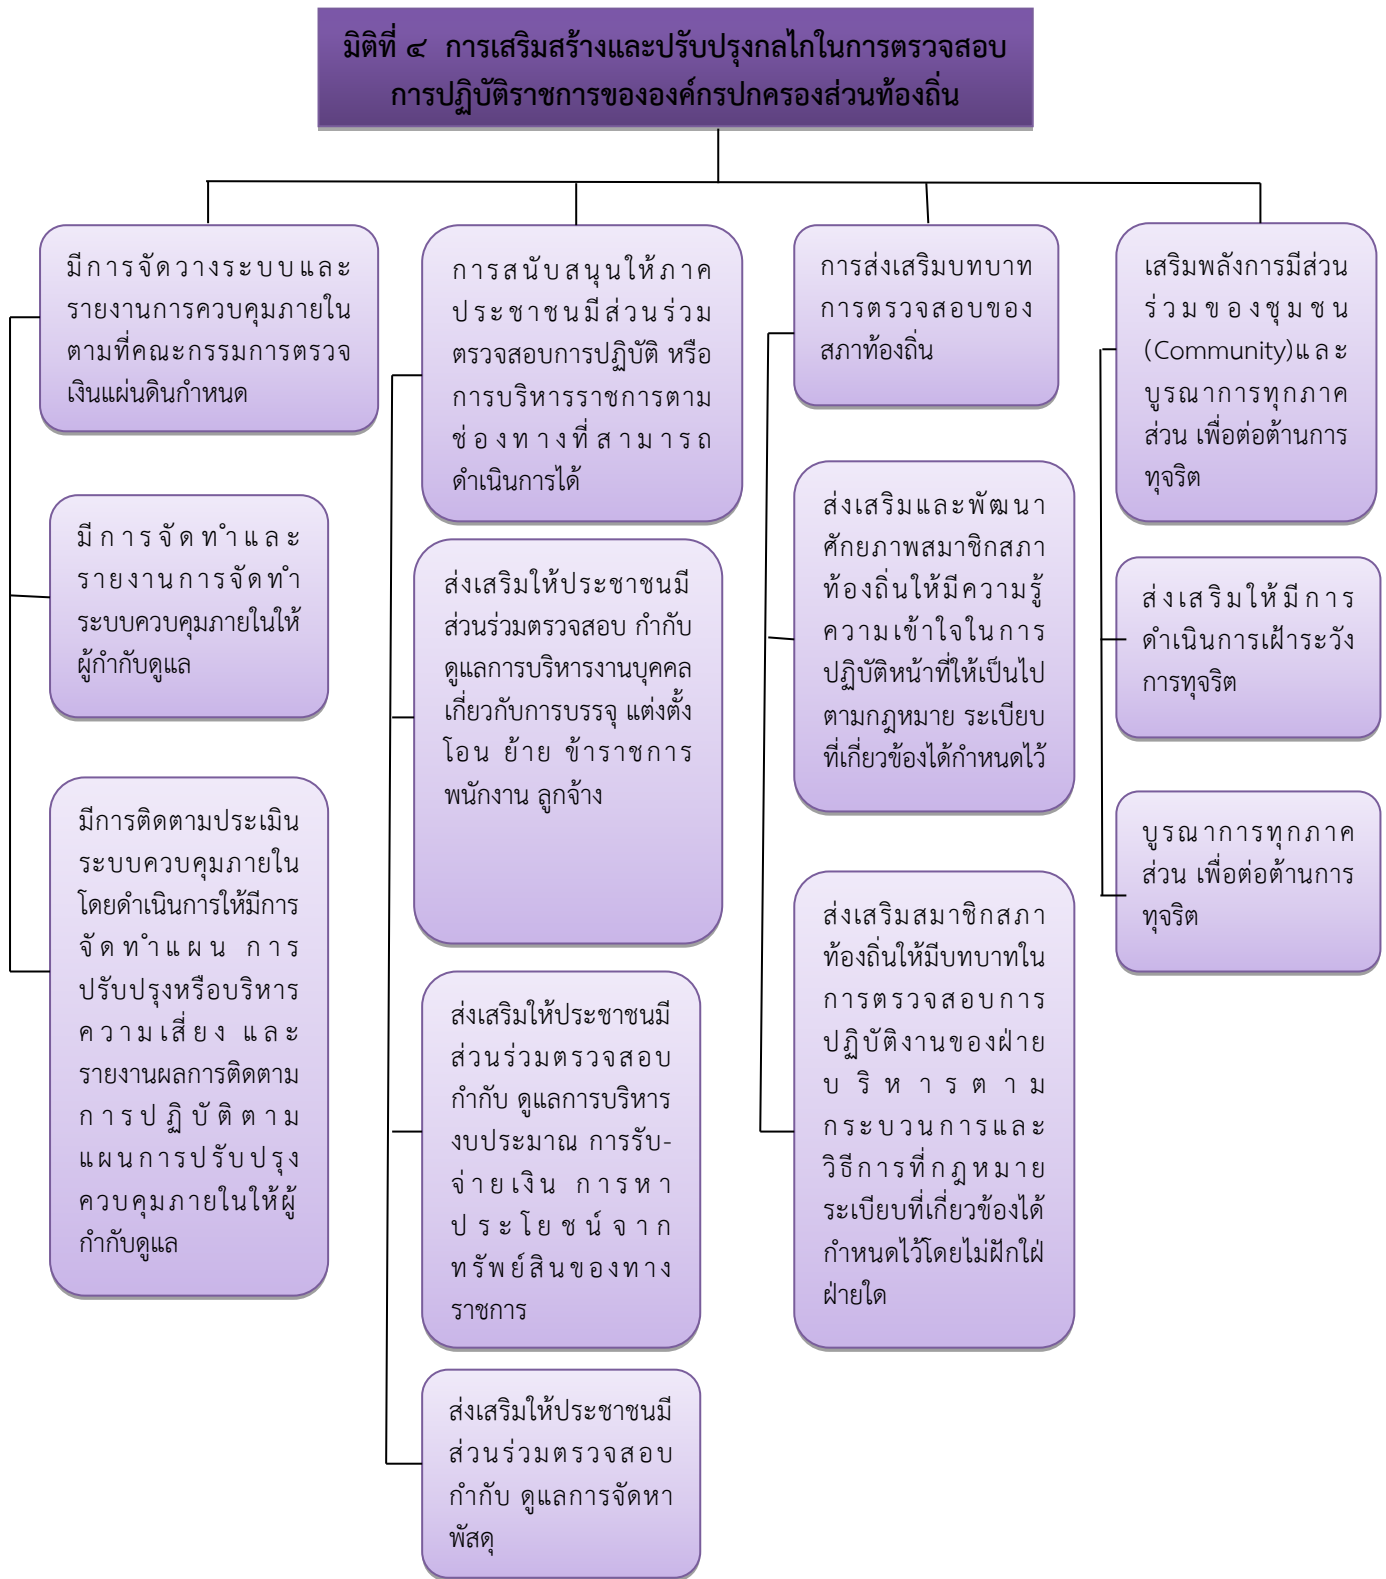 มิติที่ ๔ การเสริมสร้างและปรับปรุงกลไกในการตรวจสอบ
การปฏิบัติราชการขององค์กรปกครองส่วนท้องถิ่น
มีการจัดวางระบบและ
รายงานการควบคุมภายใน
ตามที่คณะกรรมการตรวจ
เงินแผ่นดินกำหนด
มีการจัดทำและ
รายงานการจัดทำ
ระบบควบคุมภายในให้
ผู้กำกับดูแล
มีการติดตามประเมิน
ระบบควบคุมภายใน
โดยดำเนินการให้มีการ
จัดทำแผน การ
ปรับปรุงหรือบริหาร
ความเสี่ยง และ
รายงานผลการติดตาม
การปฏิบัติตาม
แผนการปรับปรุง
ควบคุมภายในให้ผู้
กำกับดูแล
การสนับสนุนให้ภาค
ประชาชนมีส่วนร่วม
ตรวจสอบการปฏิบัติ หรือ
การบริหารราชการตาม
ช่องทางที่สามารถ
ดำเนินการได้
ส่งเสริมให้ประชาชนมี
ส่วนร่วมตรวจสอบ กำกับ
ดูแลการบริหารงานบุคคล
เกี่ยวกับการบรรจุ แต่งตั้ง
โอน ย้าย ข้าราชการ
พนักงาน ลูกจ้าง
ส่งเสริมให้ประชาชนมี
ส่วนร่วมตรวจสอบ
กำกับ ดูแลการบริหาร
งบประมาณ การรับ-
จ่ายเงิน การหา
ประโยชน์จาก
ทรัพย์สินของทาง
ราชการ
ส่งเสริมให้ประชาชนมี
ส่วนร่วมตรวจสอบ
กำกับ ดูแลการจัดหา
พัสดุ
การส่งเสริมบทบาท
การตรวจสอบของ
สภาท้องถิ่น
ส่งเสริมและพัฒนา
ศักยภาพสมาชิกสภา
ท้องถิ่นให้มีความรู้
ความเข้าใจในการ
ปฏิบัติหน้าที่ให้เป็นไป
ตามกฎหมาย ระเบียบ
ที่เกี่ยวข้องได้กำหนดไว้
ส่งเสริมสมาชิกสภา
ท้องถิ่นให้มีบทบาทใน
การตรวจสอบการ
ปฏิบัติงานของฝ่าย
บริหารตาม
กระบวนการและ
วิธีการที่กฎหมาย
ระเบียบที่เกี่ยวข้องได้
กำหนดไว้โดยไม่ฝักใฝ่
ฝ่ายใด
เสริมพลังการมีส่วน
ร่วมของชุมชน
(Community)และ
บูรณาการทุกภาค
ส่วน เพื่อต่อต้านการ
ทุจริต
ส่งเสริมให้มีการ
ดำเนินการเฝ้าระวัง
การทุจริต
บูรณาการทุกภาค
ส่วน เพื่อต่อต้านการ
ทุจริต